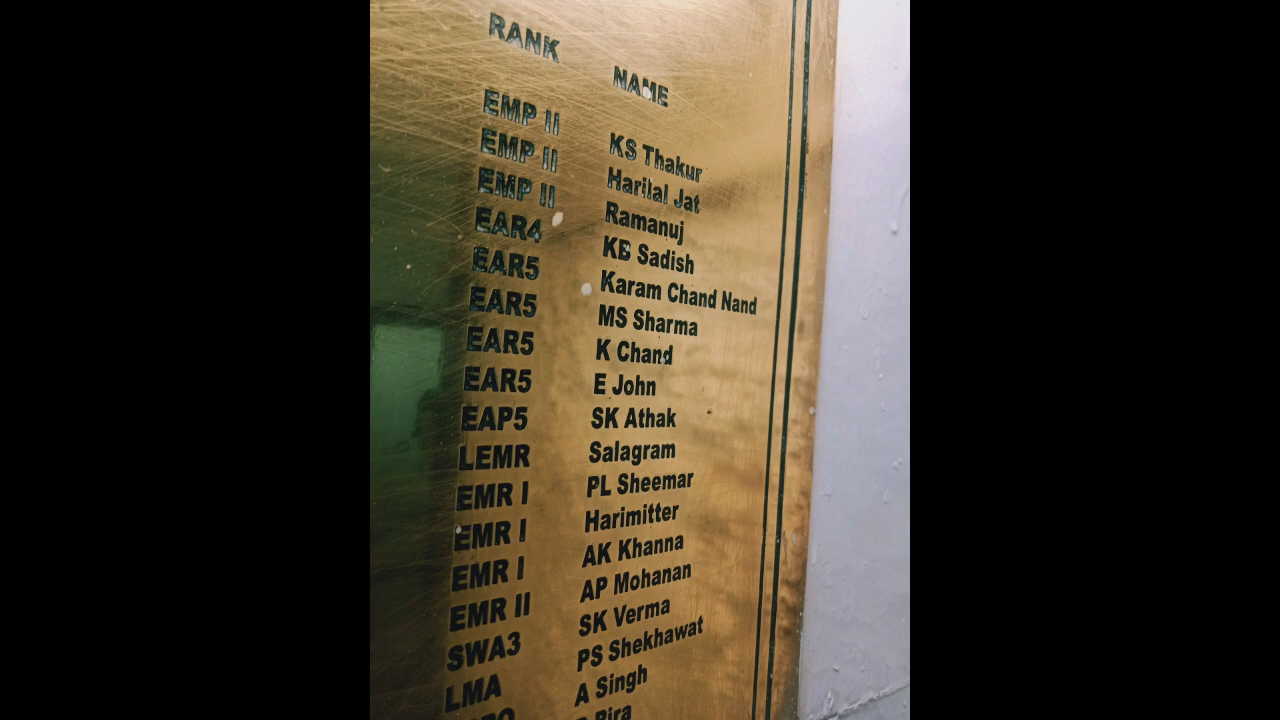 RANK NAME
EMP II KS Thakur
EMP II Harilal Jat
EMP II Ramanuj
EAR4 KB Sadish
EAR5 Karam Chand Nand
EAR5 MS Sharma
EAR5 K Chand
EAR5 E John
EAP5 SK Athak
LEMR Salagram
EMR I PL Sheemar
EMR I Harimitter
EMR I AK Khanna
EMR II AP Mohanan
SWA3 SK Verma
LMA PS Shekhawat
A Singh